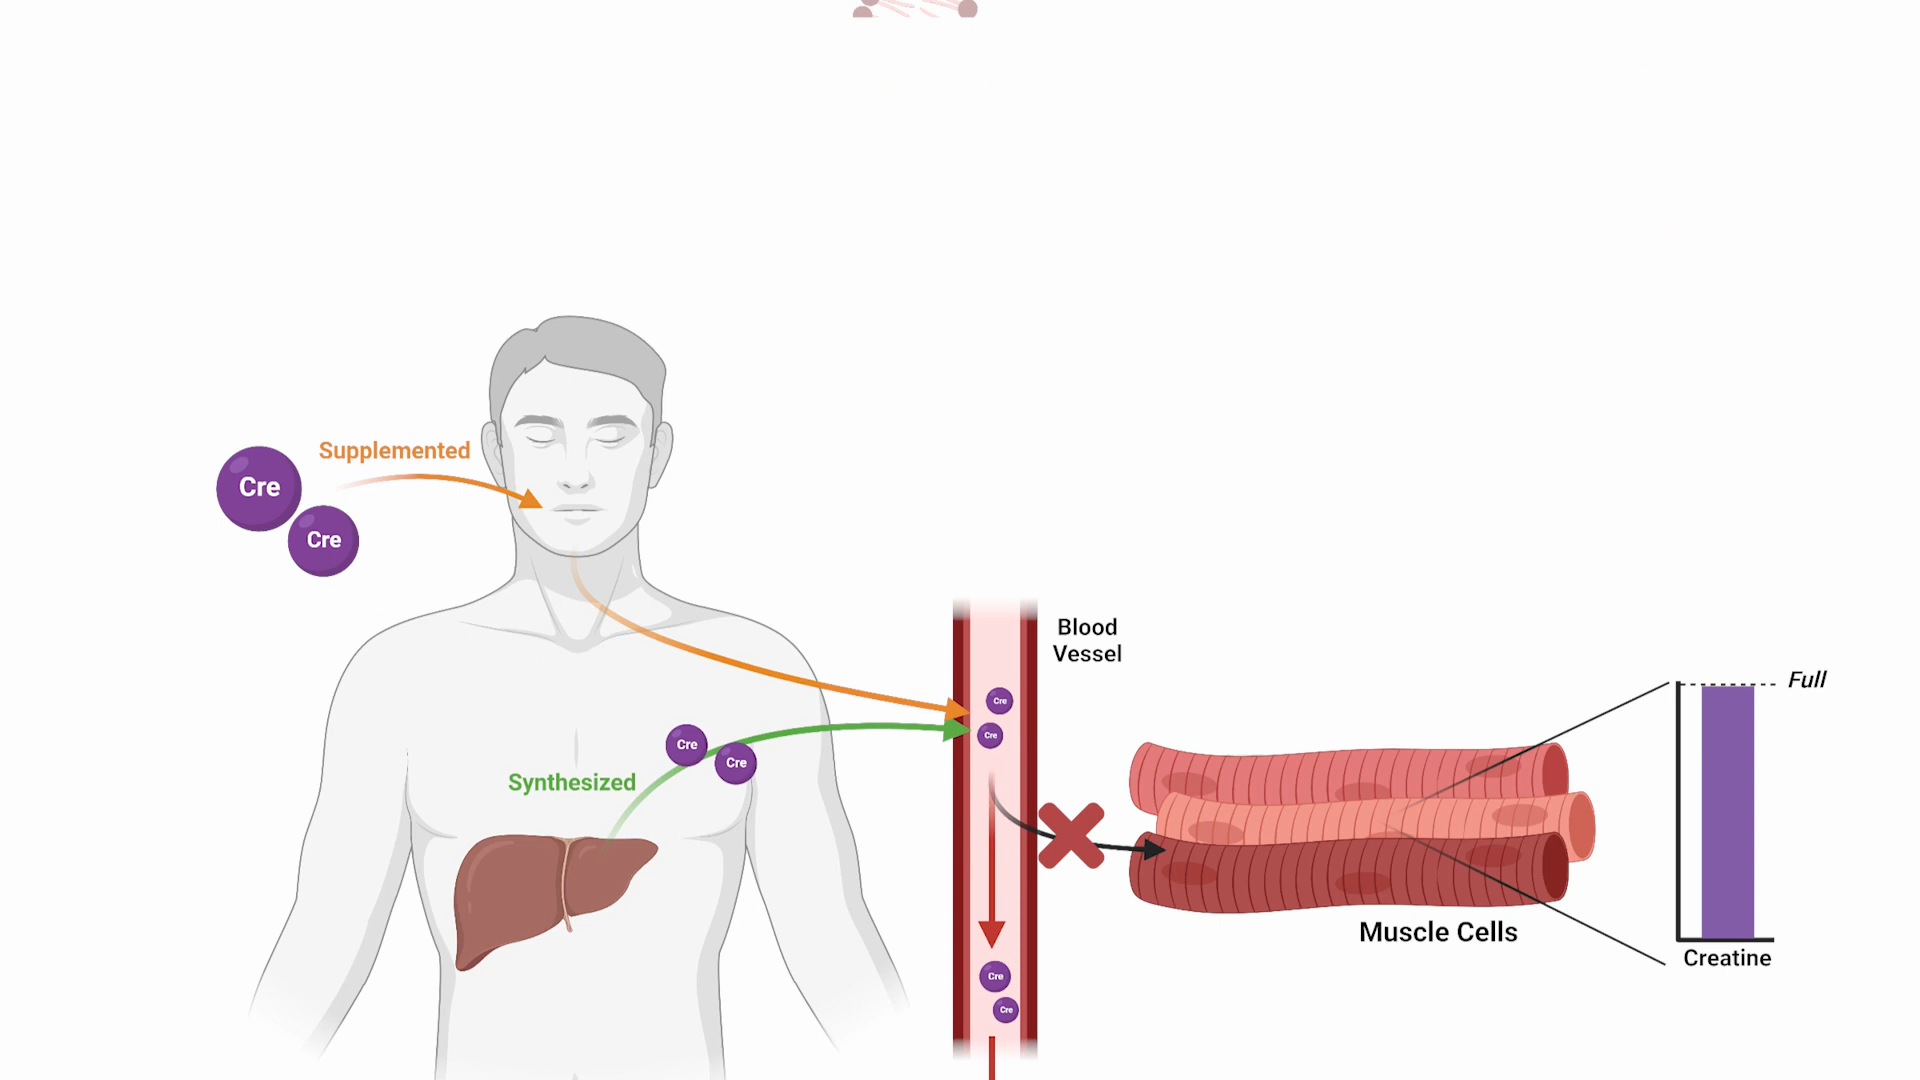 Supplemented
Cre
Cre
Blood
Vessel
Full
Cre
Cre
Cre
Cre
Synthesized
Muscle Cells
Creatine
Cre
Cre